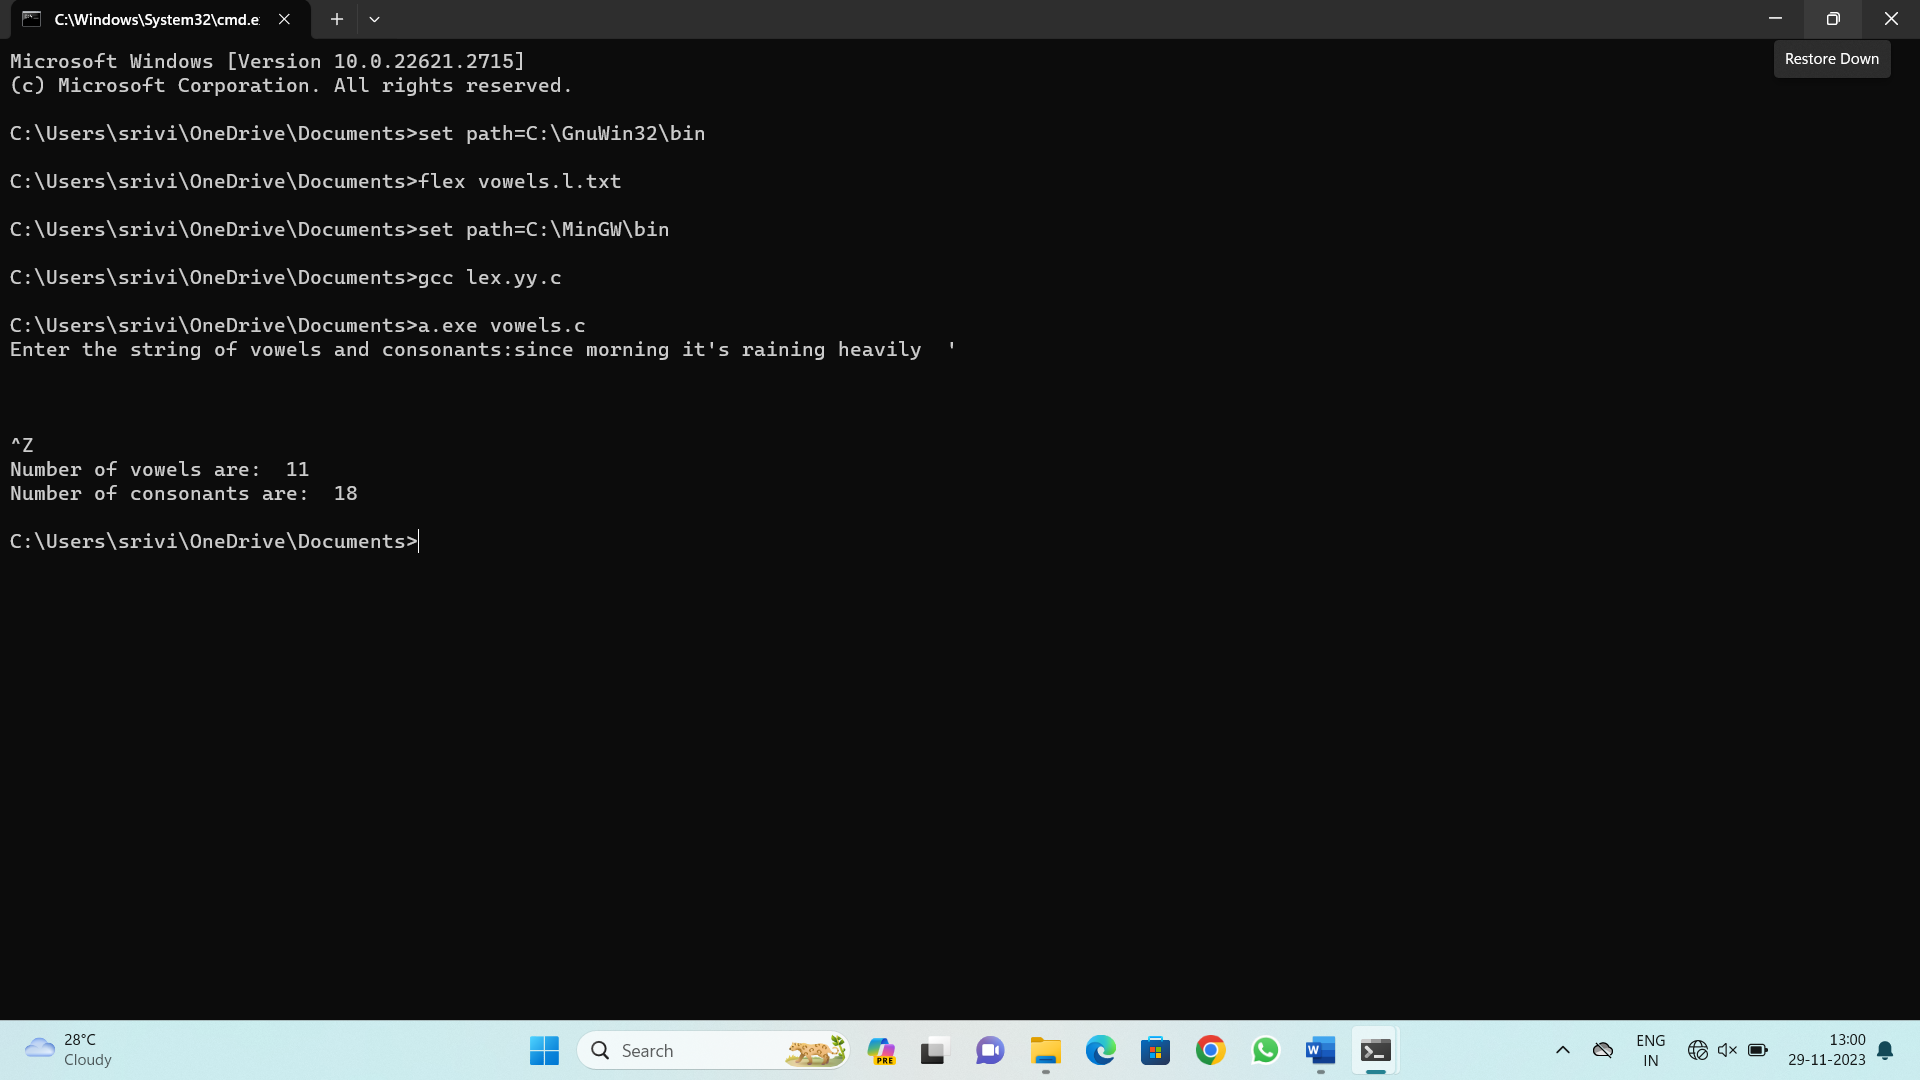 C:\Windows\System32\cmd.e
Restore Down
Microsoft Windows [Version 10.0.22621.2715]
(c) Microsoft Corporation. All rights reserved.
C:\Users\srivi\OneDrive\Documents>set path=C:\GnuWin32\bin
C:\Users\srivi\OneDrive\Documents>flex vowels.l.txt
C:\Users\srivi\OneDrive\Documents>set path=C:\MinGW\bin
C:\Users\srivi\OneDrive\Documents>gcc lex.yy.c
C:\Users\srivi\OneDrive\Documents>a.exe vowels.c
Enter the string of vowels and consonants:since morning it's raining heavily  '
^Z
Number of vowels are:  11
Number of consonants are:  18
C:\Users\srivi\OneDrive\Documents>
28°C
Cloudy
Search
PRE
W
ENG
IN
13:00
29-11-2023